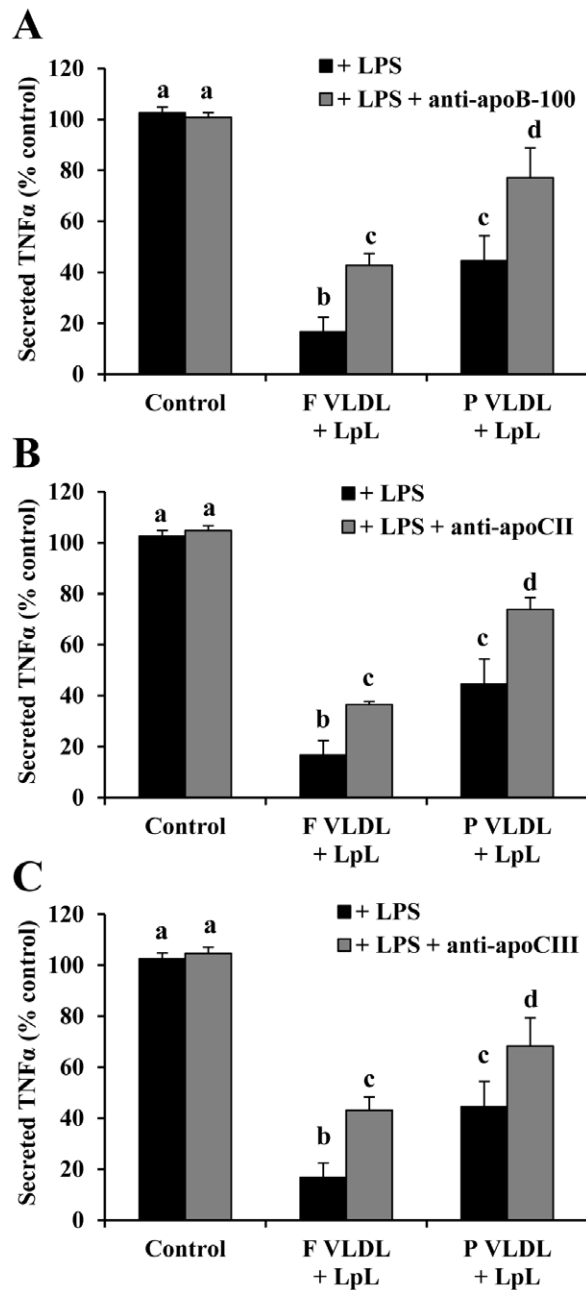 A
Secreted TNFα (% control)
120
100
80
60
40
20
0
+ LPS
+ LPS + anti-apoB-100
a
a
b
c
c
d
Control
F VLDL
+ LpL
P VLDL
+ LpL
B
Secreted TNFα (% control)
120
100
80
60
40
20
0
+ LPS
+ LPS + anti-apoCII
a
a
b
c
c
d
Control
F VLDL
+ LpL
P VLDL
+ LpL
C
Secreted TNFα (% control)
120
100
80
60
40
20
0
+ LPS
+ LPS + anti-apoCIII
a
a
b
c
c
d
Control
F VLDL
+ LpL
P VLDL
+ LpL